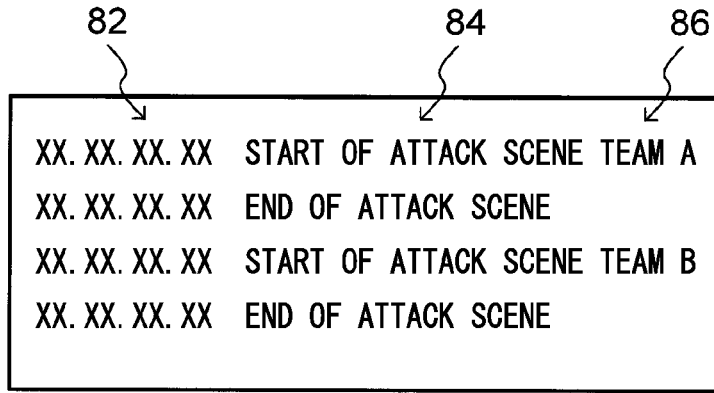 82 84 86
XX.XX.XX.XX START OF ATTACK SCENE TEAM A
XX.XX.XX.XX END OF ATTACK SCENE
XX.XX.XX.XX START OF ATTACK SCENE TEAM B
XX.XX.XX.XX END OF ATTACK SCENE